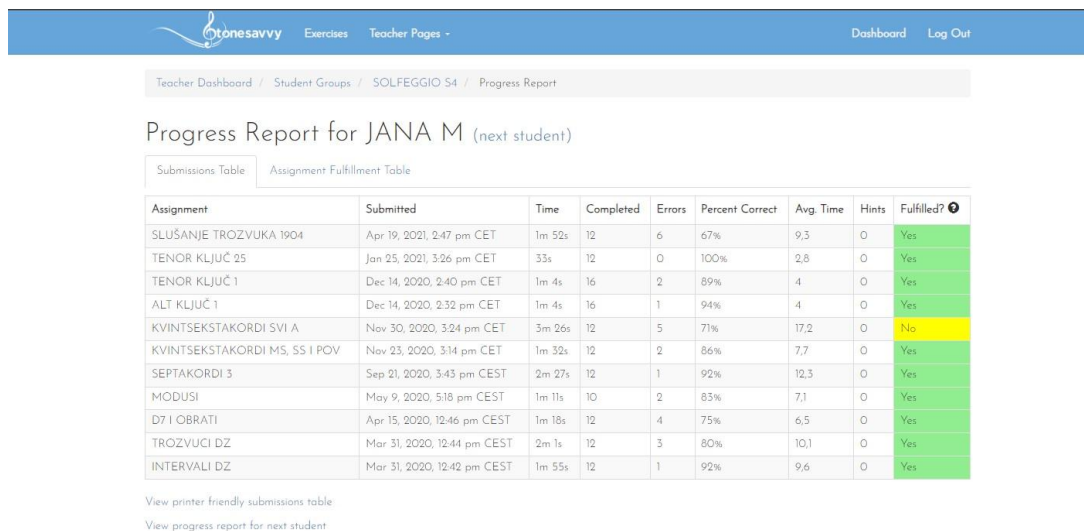 tonesavvy Exercises Teacher Pages Dashboard Log Out
Teacher Dashboard / Student Groups / SOLFEGGIO S4 / Progress Report
Progress Report for JANA M (next student)
Submissions Table Assignment Fulfillment Table
Assignment Submitted Time Completed Errors Percent Correct Avg. Time Hints Fulfilled? ?
SLUŠANJE TROZVUKA 1904 Apr 19, 2021, 2:47 pm CET 1m 52s 12 6 67% 9,3 0 Yes
TENOR KLJUČ 25 Jan 25, 2021, 3:26 pm CET 33s 12 0 100% 2,8 0 Yes
TENOR KLJUČ 1 Dec 14, 2020, 2:40 pm CET 1m 4s 16 2 89% 4 0 Yes
ALT KLJUČ 1 Dec 14, 2020, 2:32 pm CET 1m 4s 16 1 94% 4 0 Yes
KVINTSEKSTAKORDI SVI A Nov 30, 2020, 3:24 pm CET 3m 26s 12 5 71% 17,2 0 No
KVINTSEKSTAKORDI MS, SS I POV Nov 23, 2020, 3:14 pm CET 1m 32s 12 2 86% 7,7 0 Yes
SEPTAKORDI 3 Sep 21, 2020, 3:43 pm CEST 2m 27s 12 1 92% 12,3 0 Yes
MODUSI May 9, 2020, 5:18 pm CEST 1m 11s 10 2 83% 7,1 0 Yes
D7 I OBRATI Apr 15, 2020, 12:46 pm CEST 1m 18s 12 4 75% 6,5 0 Yes
TROZVUCI DZ Mar 31, 2020, 12:44 pm CEST 2m 1s 12 3 80% 10,1 0 Yes
INTERVALI DZ Mar 31, 2020, 12:42 pm CEST 1m 55s 12 1 92% 9,6 0 Yes
View printer friendly submissions table
View progress report for next student